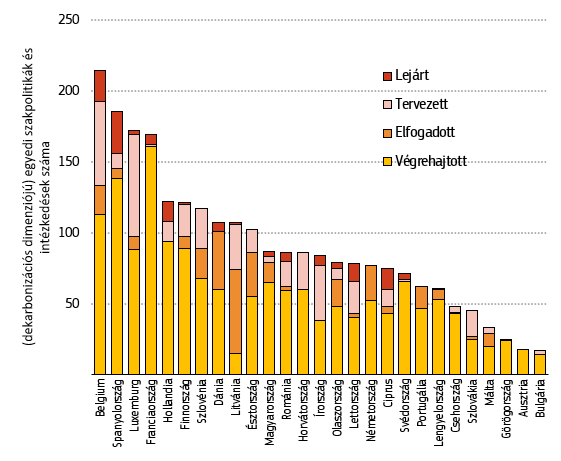 (dekarbonizációs dimenziójú) egyedi szakpolitikák és
intézkedések száma
250
200
150
100
50
Lejárt
Tervezett
Elfogadott
Végrehajtott
Belgium
Spanyolország
Luxemburg
Franciaország
Hollandia
Finnország
Szlovénia
Dánia
Litvánia
Észtország
Magyarország
Románia
Horvátország
Írország
Olaszország
Lettország
Németország
Ciprus
Svédország
Portugália
Lengyelország
Csehország
Szlovákia
Málta
Görögország
Ausztria
Bulgária